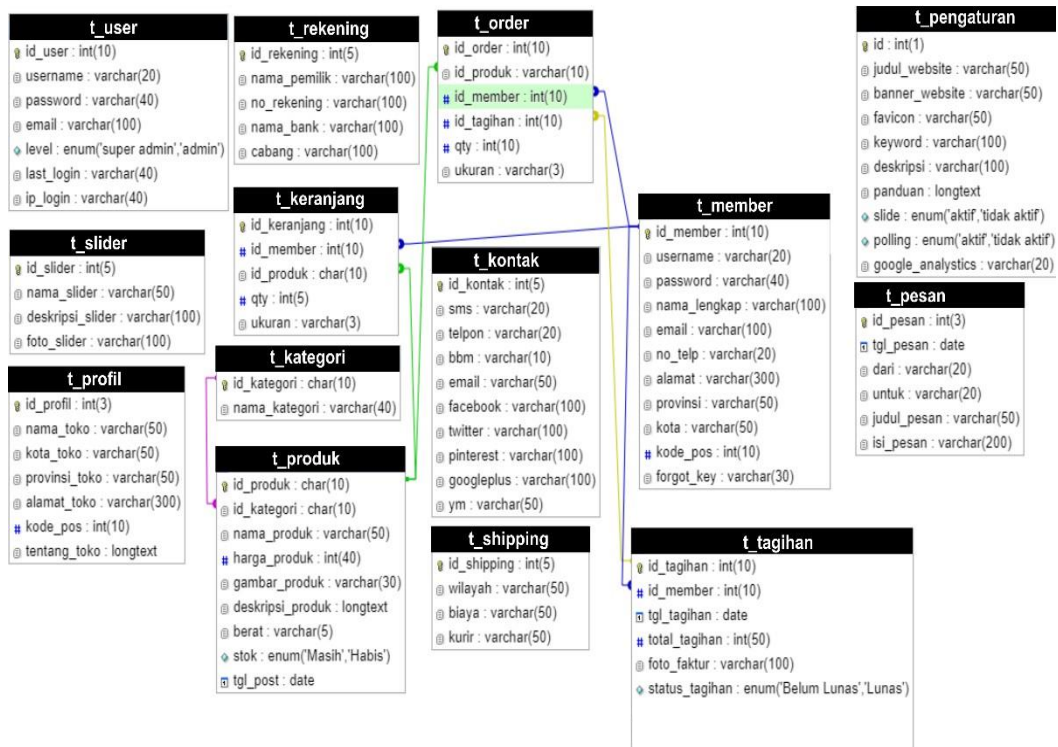 t_user
id_user : int(10)
username : varchar(20)
password : varchar(40)
email : varchar(100)
level : enum('super admin','admin')
last_login : varchar(40)
ip_login : varchar(40)
t_rekening
id_rekening : int(5)
nama_pemilik : varchar(100)
no_rekening : varchar(100)
nama_bank : varchar(100)
cabang : varchar(100)
t_order
id_order : int(10)
id_produk : varchar(10)
# id_member : int(10)
# id_tagihan : int(10)
# qty : int(10)
ukuran : varchar(3)
t_pengaturan
id : int(1)
judul_website : varchar(50)
banner_website : varchar(50)
favicon : varchar(50)
keyword : varchar(100)
deskripsi : varchar(100)
panduan : longtext
slide : enum('aktif','tidak aktif')
polling : enum('aktif','tidak aktif')
google_analystics : varchar(20)
t_keranjang
id_keranjang : int(10)
# id_member : int(10)
id_produk : char(10)
# qty : int(5)
ukuran : varchar(3)
t_member
id_member : int(10)
username : varchar(20)
password : varchar(40)
nama_lengkap : varchar(100)
email : varchar(100)
no_telp : varchar(20)
alamat : varchar(300)
provinsi : varchar(50)
kota : varchar(50)
# kode_pos : int(10)
forgot_key : varchar(30)
t_slider
id_slider : int(5)
nama_slider : varchar(50)
deskripsi_slider : varchar(100)
foto_slider : varchar(100)
t_kontak
id_kontak : int(5)
sms : varchar(20)
telpon : varchar(20)
bbm : varchar(10)
email : varchar(50)
facebook : varchar(100)
twitter : varchar(100)
pinterest : varchar(100)
googleplus : varchar(100)
ym : varchar(50)
t_pesan
id_pesan : int(3)
tgl_pesan : date
dari : varchar(20)
untuk : varchar(20)
judul_pesan : varchar(50)
isi_pesan : varchar(200)
t_kategori
id_kategori : char(10)
nama_kategori : varchar(40)
t_profil
id_profil : int(3)
nama_toko : varchar(50)
kota_toko : varchar(50)
provinsi_toko : varchar(50)
alamat_toko : varchar(300)
# kode_pos : int(10)
tentang_toko : longtext
t_produk
id_produk : char(10)
id_kategori : char(10)
nama_produk : varchar(50)
# harga_produk : int(40)
gambar_produk : varchar(30)
deskripsi_produk : longtext
berat : varchar(5)
stok : enum('Masih','Habis')
tgl_post : date
t_shipping
id_shipping : int(5)
wilayah : varchar(50)
biaya : varchar(50)
kurir : varchar(50)
t_tagihan
id_tagihan : int(10)
# id_member : int(10)
tgl_tagihan : date
# total_tagihan : int(50)
foto_faktur : varchar(100)
status_tagihan : enum('Belum Lunas','Lunas')